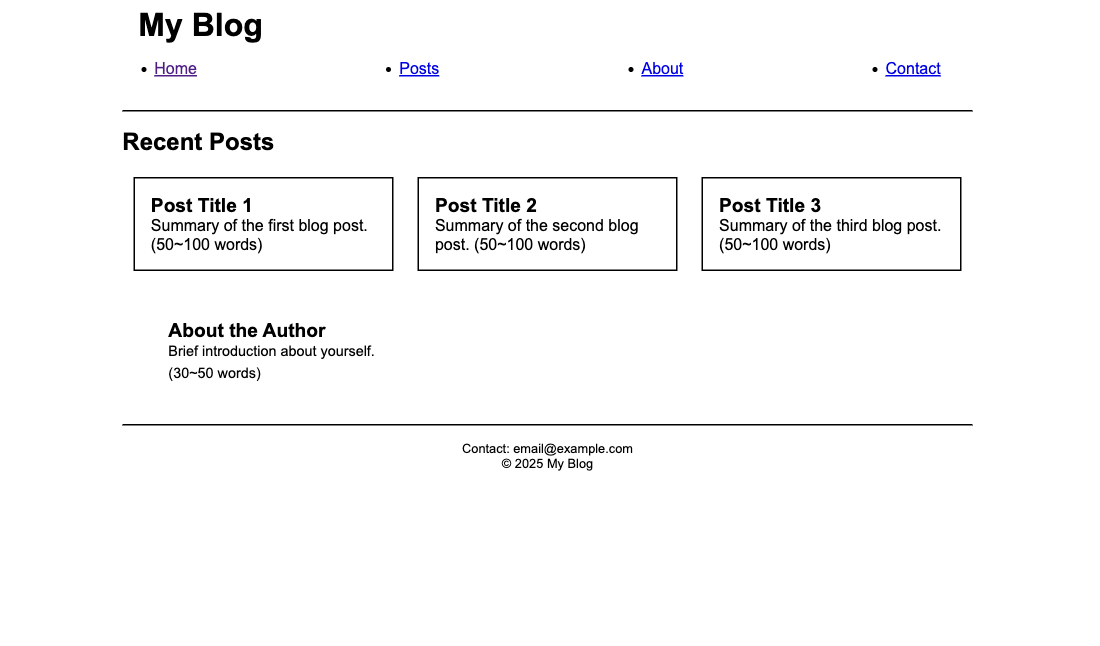 My Blog
• Home
• Posts
• About
• Contact
Recent Posts
Post Title 1
Summary of the first blog post.
(50~100 words)
Post Title 2
Summary of the second blog
post. (50~100 words)
Post Title 3
Summary of the third blog post.
(50~100 words)
About the Author
Brief introduction about yourself.
(30~50 words)
Contact: email@example.com
© 2025 My Blog